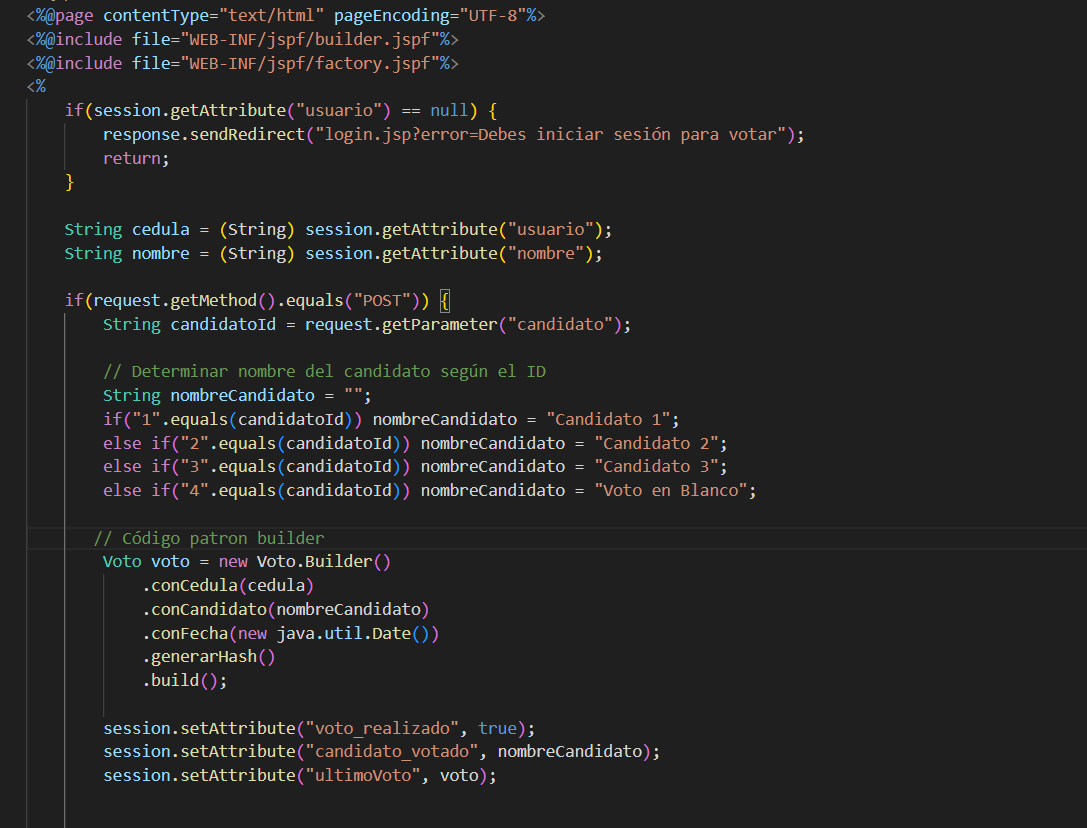 <%@page contentType="text/html" pageEncoding="UTF-8"%>
<%@include file="WEB-INF/jspf/builder.jspf"%>
<%@include file="WEB-INF/jspf/factory.jspf"%>
<%
    if(session.getAttribute("usuario") == null) {
        response.sendRedirect("login.jsp?error=Debes iniciar sesión para votar");
        return;
    }

    String cedula = (String) session.getAttribute("usuario");
    String nombre = (String) session.getAttribute("nombre");

    if(request.getMethod().equals("POST")) {
        String candidatoId = request.getParameter("candidato");

        // Determinar nombre del candidato según el ID
        String nombreCandidato = "";
        if("1".equals(candidatoId)) nombreCandidato = "Candidato 1";
        else if("2".equals(candidatoId)) nombreCandidato = "Candidato 2";
        else if("3".equals(candidatoId)) nombreCandidato = "Candidato 3";
        else if("4".equals(candidatoId)) nombreCandidato = "Voto en Blanco";

       // Código patron builder
        Voto voto = new Voto.Builder()
            .conCedula(cedula)
            .conCandidato(nombreCandidato)
            .conFecha(new java.util.Date())
            .generarHash()
            .build();

        session.setAttribute("voto_realizado", true);
        session.setAttribute("candidato_votado", nombreCandidato);
        session.setAttribute("ultimoVoto", voto);